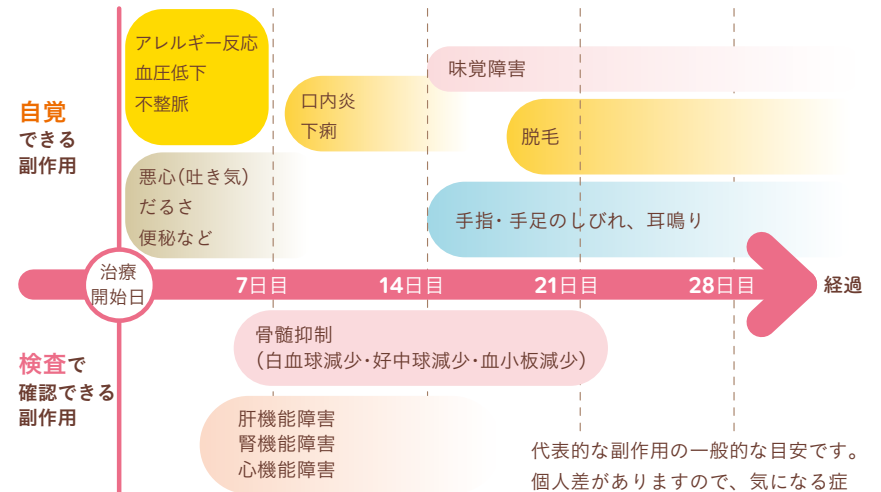 アレルギー反応
血圧低下
不整脈
口内炎
下痢
味覚障害
脱毛
自覚
できる
副作用
悪心(吐き気)
だるさ
便秘など
手指・手足のしびれ、耳鳴り
治療
開始日
7日目
14日目
21日目
28日目
経過
骨髄抑制
(白血球減少・好中球減少・血小板減少)
検査で
確認できる
副作用
肝機能障害
腎機能障害
心機能障害
代表的な副作用の一般的な目安です。
個人差がありますので、気になる症